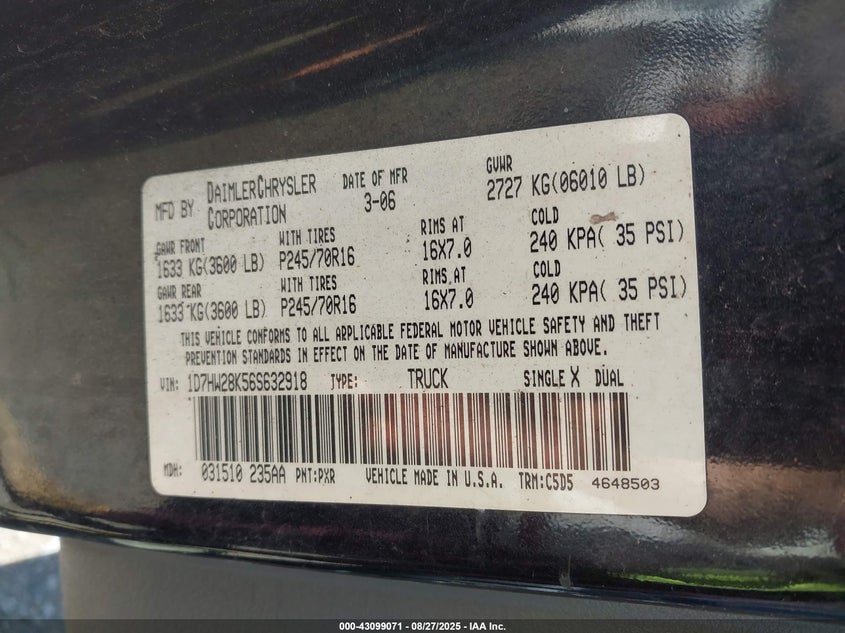 MFD BY DAIMLERCHRYSLER CORPORATION DATE OF MFR 3-06 GVWR 2727 KG(06010 LB)
GAWR FRONT WITH TIRES RIMS AT COLD
1633 KG(3600 LB) P245/70R16 16X7.0 240 KPA( 35 PSI)
GAWR REAR WITH TIRES RIMS AT COLD
1633 KG(3600 LB) P245/70R16 16X7.0 240 KPA( 35 PSI)
THIS VEHICLE CONFORMS TO ALL APPLICABLE FEDERAL MOTOR VEHICLE SAFETY AND THEFT
PREVENTION STANDARDS IN EFFECT ON THE DATE OF MANUFACTURE SHOWN ABOVE.
VIN: 1D7HW28K56S632918 TYPE: TRUCK SINGLE X DUAL
MDH: 031510 235AA PNT:PXR VEHICLE MADE IN U.S.A. TRM:C5D5 4648503
000-43099071 - 08/27/2025 - IAA Inc.